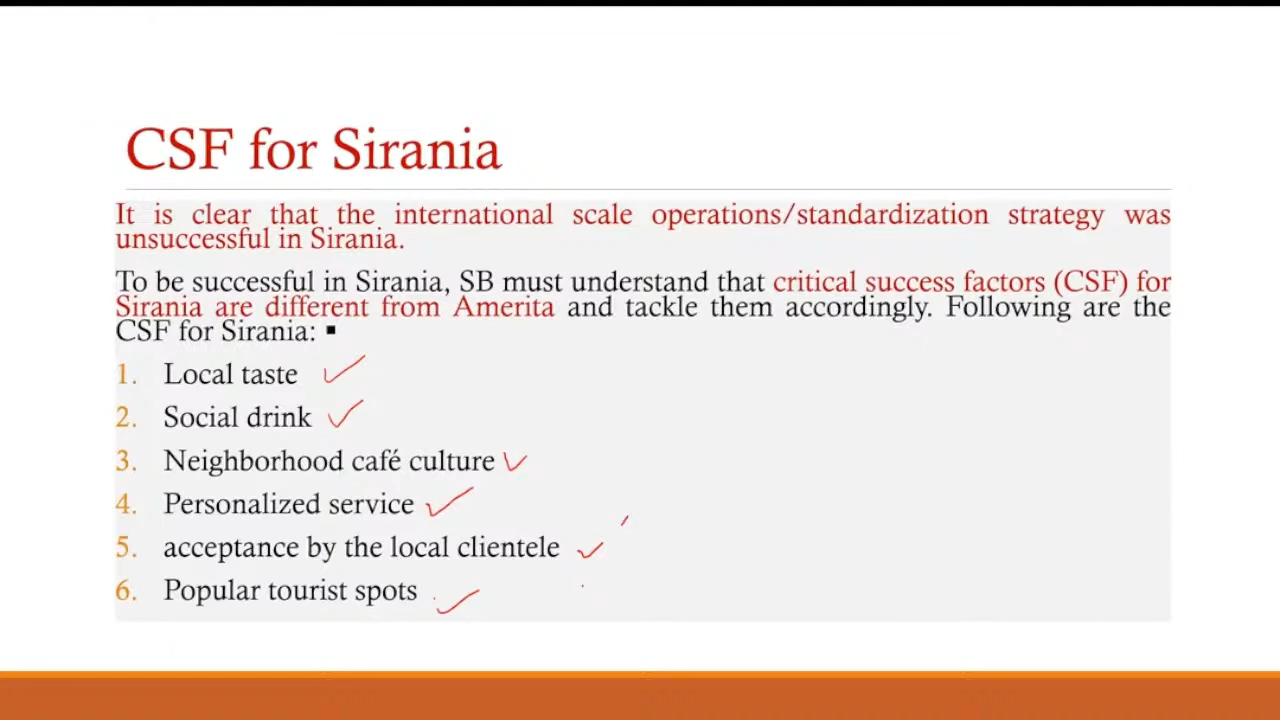 CSF for Sirania
It is clear that the international scale operations/standardization strategy was
unsuccessful in Sirania.
To be successful in Sirania, SB must understand that critical success factors (CSF) for
Sirania are different from Amerita and tackle them accordingly. Following are the
CSF for Sirania: ▪
1. Local taste
2. Social drink
3. Neighborhood café culture
4. Personalized service
5. acceptance by the local clientele
6. Popular tourist spots